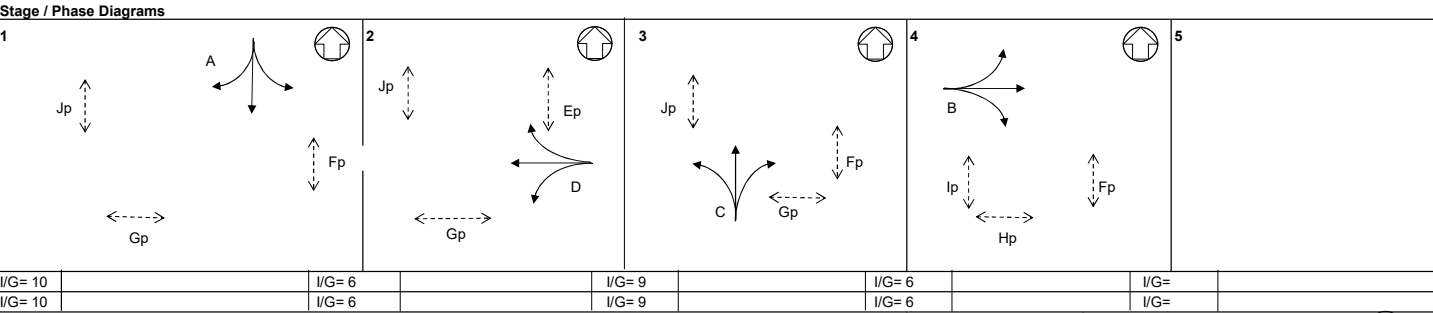 Stage / Phase Diagrams
1 2 3 4 5
A
B
Jp Jp Ep Jp
Fp D Fp Ip Fp
C Gp
Gp Gp Hp
I/G= 10 I/G= 6 I/G= 9 I/G= 6 I/G=
I/G= 10 I/G= 6 I/G= 9 I/G= 6 I/G=